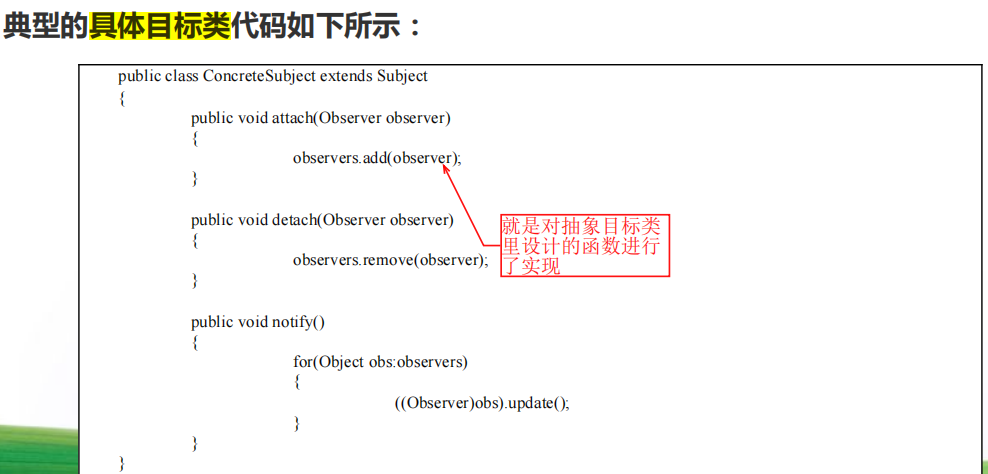 典型的具体目标类代码如下所示：
public class ConcreteSubject extends Subject
{
public void attach(Observer observer)
{
observers.add(observer);
}
public void detach(Observer observer)
{
observers.remove(observer);
}
就是对抽象目标类
里设计的函数进行
了实现
public void notify()
{
for(Object obs:observers)
{
((Observer)obs).update();
}
}
}